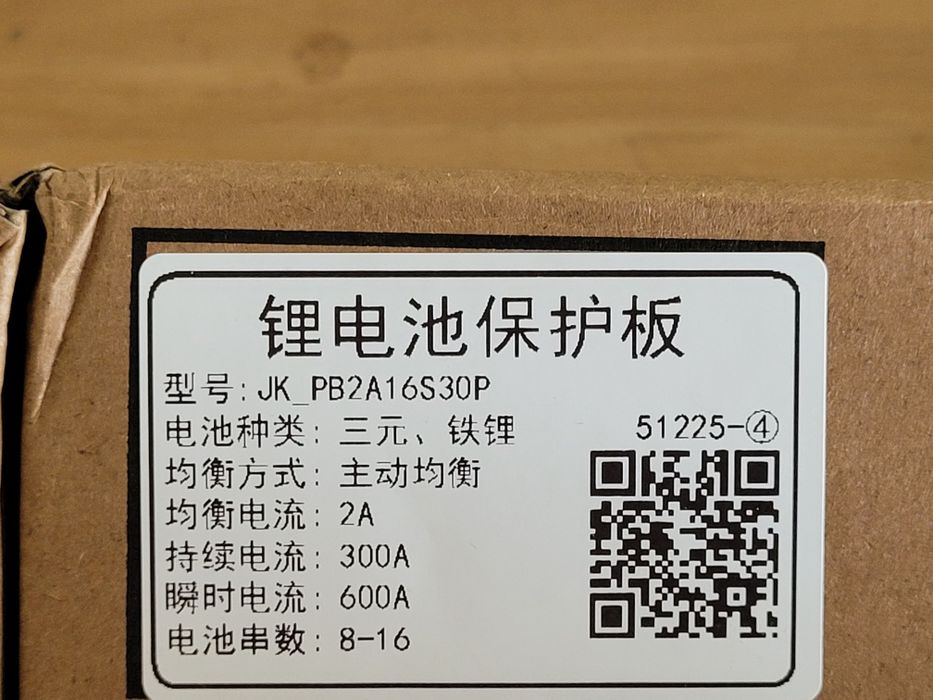 锂电池保护板
型号: JK_PB2A16S30P
电池种类: 三元、铁锂
51225-④
均衡方式: 主动均衡
均衡电流: 2A
持续电流: 300A
瞬时电流: 600A
电池串数: 8-16